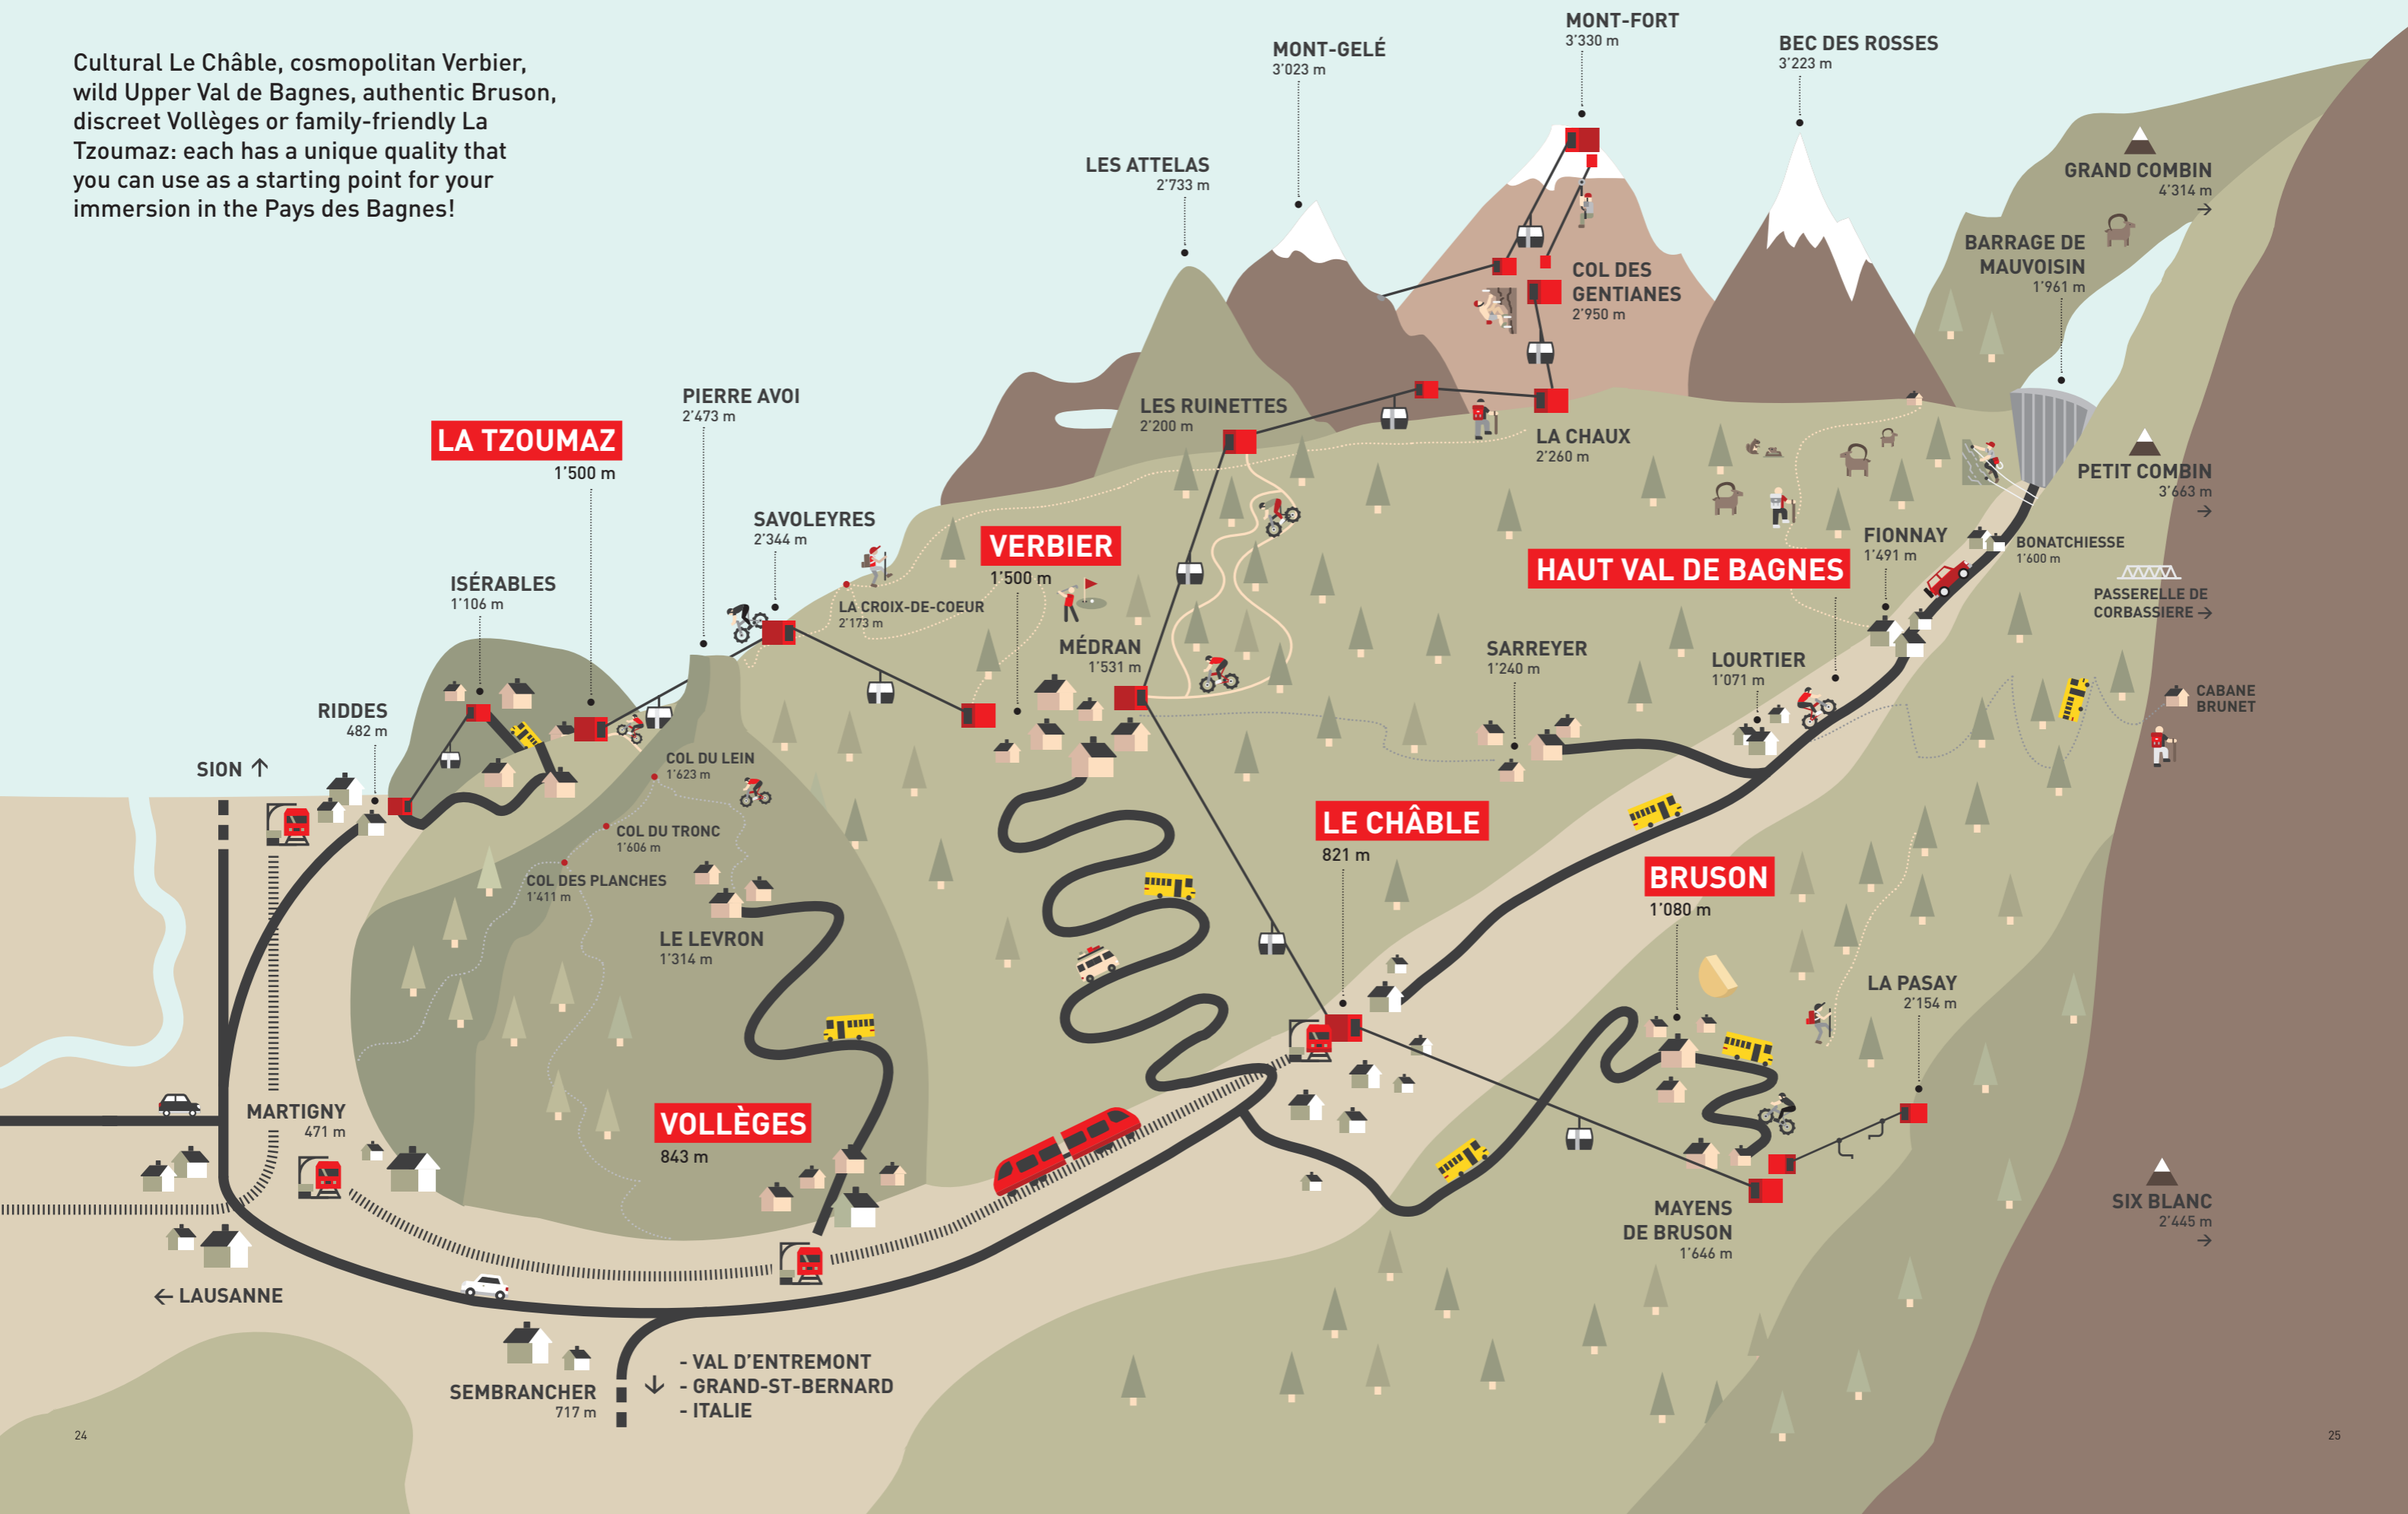 Cultural Le Châble, cosmopolitan Verbier,
wild Upper Val de Bagnes, authentic Bruson,
discreet Vollèges or family-friendly La
Tzoumaz: each has a unique quality that
you can use as a starting point for your
immersion in the Pays des Bagnes!
MONT-FORT
3'330 m
MONT-GELÉ
3'023 m
BEC DES ROSSES
3'223 m
LES ATTELAS
2'733 m
GRAND COMBIN
4'314 m
→
BARRAGE DE
MAUVOISIN
1'961 m
COL DES
GENTIANES
2'950 m
PIERRE AVOI
2'473 m
LA TZOUMAZ
1'500 m
LES RUINETTES
2'200 m
LA CHAUX
2'260 m
PETIT COMBIN
3'663 m
→
SAVOLEYRES
2'344 m
VERBIER
1'500 m
HAUT VAL DE BAGNES
FIONNAY
1'491 m
BONATCHIESSE
1'600 m
ISÉRABLES
1'106 m
LA CROIX-DE-COEUR
2'173 m
PASSERELLE DE
CORBASSIERE →
MÉDRAN
1'531 m
SARREYER
1'240 m
LOURTIER
1'071 m
CABANE
BRUNET
RIDDES
482 m
SION ↑
COL DU LEIN
1'623 m
COL DU TRONC
1'606 m
COL DES PLANCHES
1'411 m
LE CHÂBLE
821 m
BRUSON
1'080 m
LE LEVRON
1'314 m
LA PASAY
2'154 m
MARTIGNY
471 m
VOLLÈGES
843 m
MAYENS
DE BRUSON
1'646 m
SIX BLANC
2'445 m
→
← LAUSANNE
SEMBRANCHER
717 m
↓
- VAL D'ENTREMONT
- GRAND-ST-BERNARD
- ITALIE
24
25